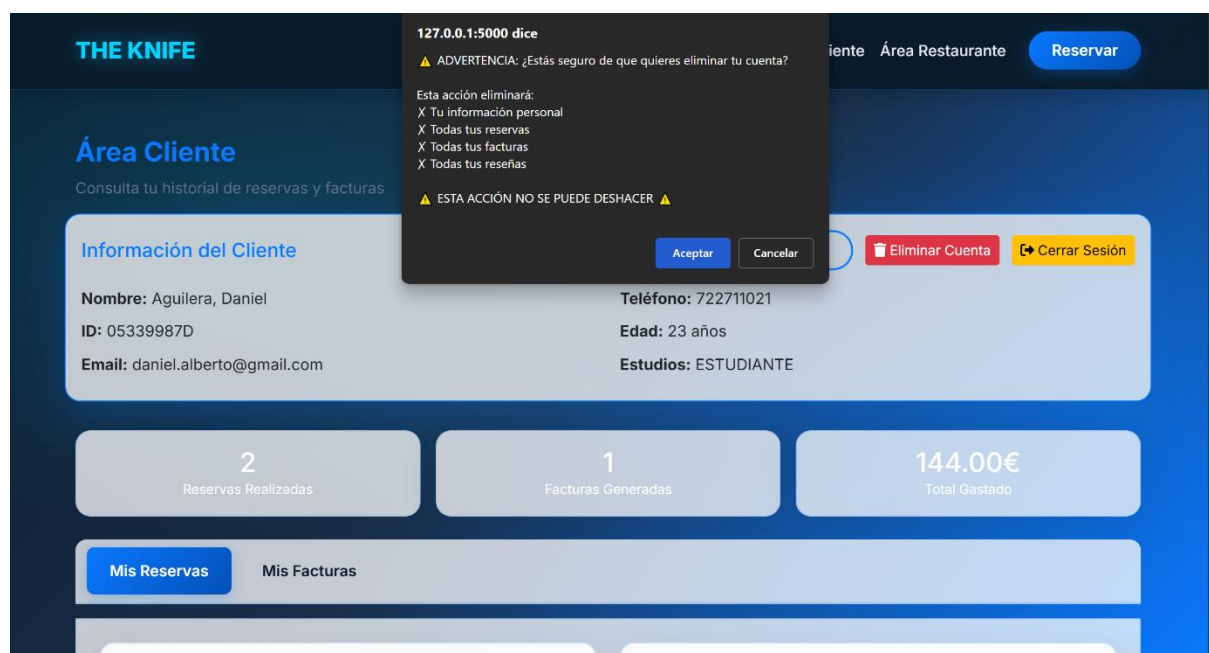 THE KNIFE
iente Área Restaurante Reservar
127.0.0.1:5000 dice
⚠ ADVERTENCIA: ¿Estás seguro de que quieres eliminar tu cuenta?
Esta acción eliminará:
X Tu información personal
X Todas tus reservas
X Todas tus facturas
X Todas tus reseñas
⚠ ESTA ACCIÓN NO SE PUEDE DESHACER ⚠
Aceptar Cancelar
Área Cliente
Consulta tu historial de reservas y facturas
Información del Cliente
Eliminar Cuenta Cerrar Sesión
Nombre: Aguilera, Daniel
Teléfono: 722711021
ID: 05339987D
Edad: 23 años
Email: daniel.alberto@gmail.com
Estudios: ESTUDIANTE
2
Reservas Realizadas
1
Facturas Generadas
144.00€
Total Gastado
Mis Reservas Mis Facturas